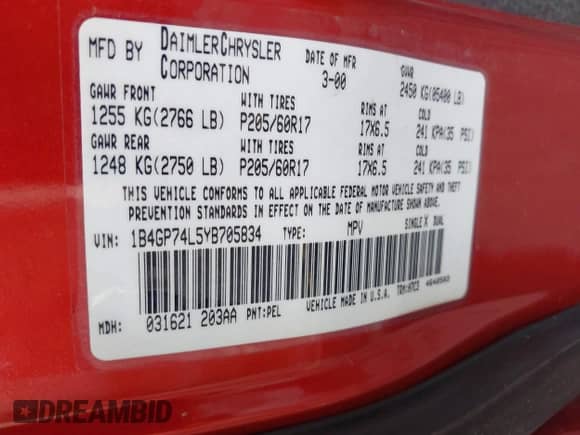 MFD BY DAIMLERCHRYSLER CORPORATION DATE OF MFR 3-00 GVWR 2450 KG(05400 LB)
GAWR FRONT WITH TIRES RIMS AT COLD
1255 KG(2766 LB) P205/60R17 17X6.5 241 KPA(35 PSI)
GAWR REAR WITH TIRES RIMS AT COLD
1248 KG(2750 LB) P205/60R17 17X6.5 241 KPA(35 PSI)
THIS VEHICLE CONFORMS TO ALL APPLICABLE FEDERAL MOTOR VEHICLE SAFETY AND THEFT
PREVENTION STANDARDS IN EFFECT ON THE DATE OF MANUFACTURE SHOWN ABOVE.
VIN: 1B4GP74L5YB705834 TYPE: MPV SINGLE X DUAL
MDH: 031621 203AA PNT:PEL VEHICLE MADE IN U.S.A.
DREAMBID